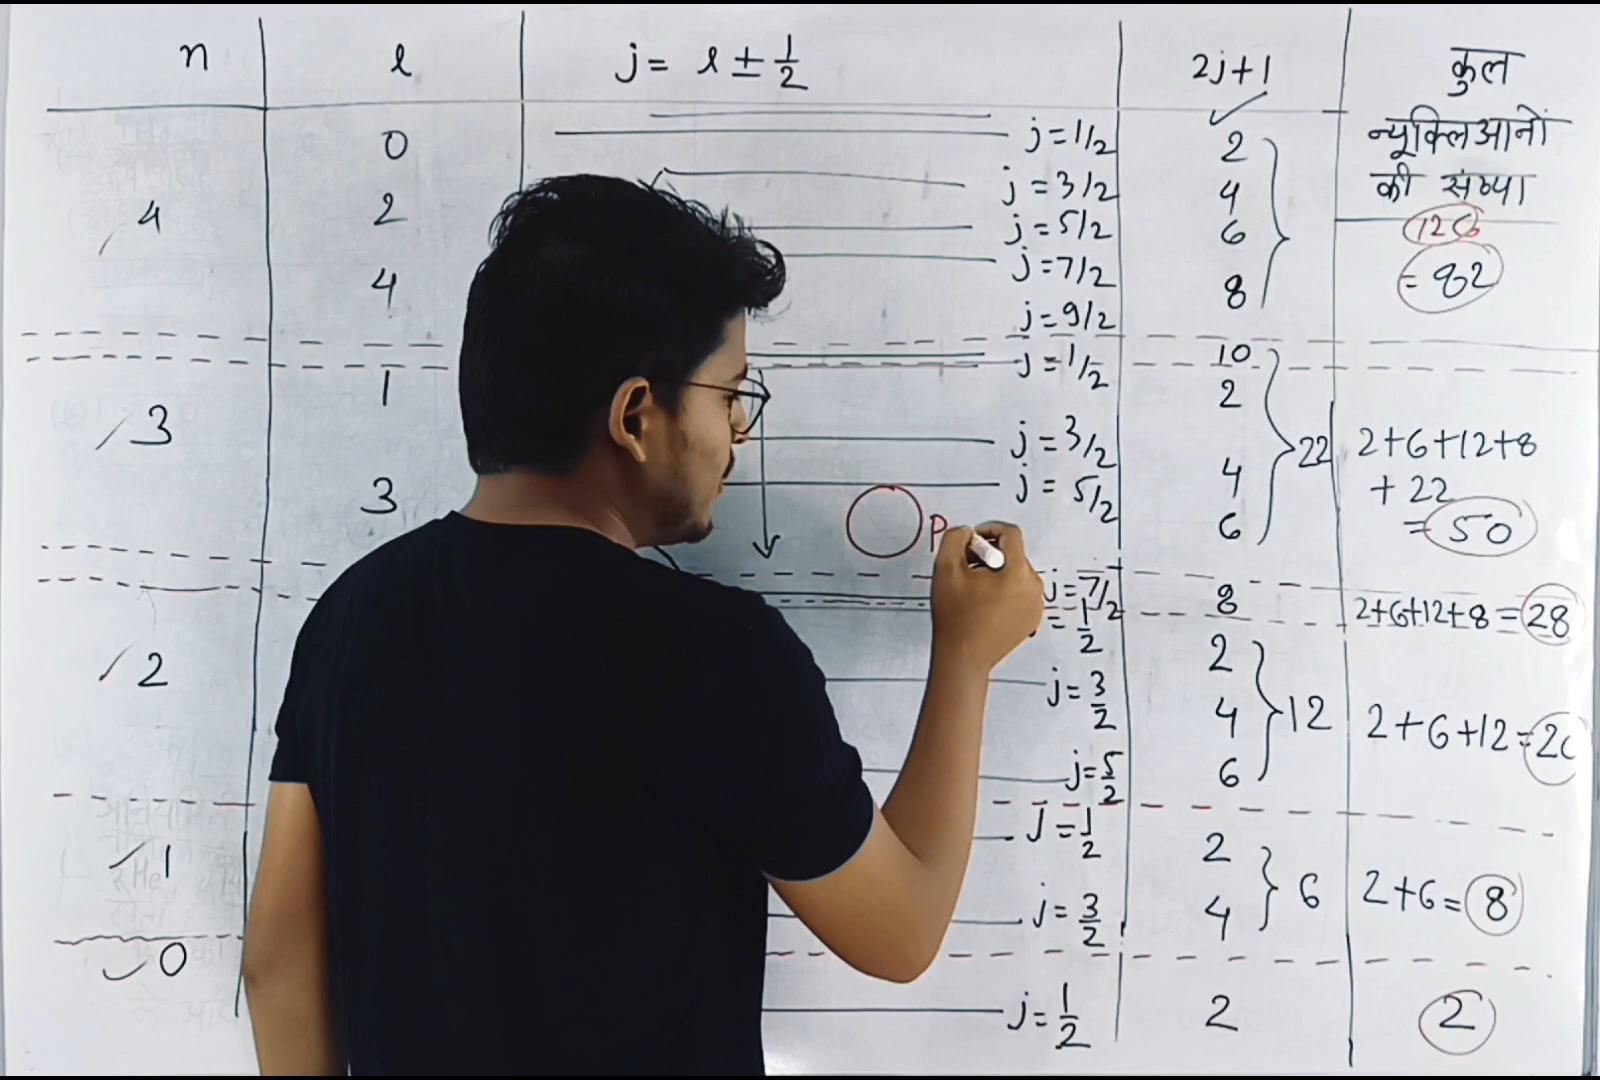 n l j = l ± 1/2 2j+1 कुल
न्यूक्लिआनों
की संख्या
0 j = 1/2 2
j = 3/2 4
4 2 j = 5/2 6 126
j = 7/2
4 8 = 82
j = 9/2
j = 1/2 10
1 2
3 j = 3/2 22 2+6+12+8
3 j = 5/2 4 + 22
P 6 = 50
j = 7/2 8 2+6+12+8 = 28
= 1/2
2 j = 3/2 2
4 12 2+6+12 = 20
j = 5/2 6
j = 1/2 2
1 6 2+6 = 8
j = 3/2 4
0
j = 1/2 2 2